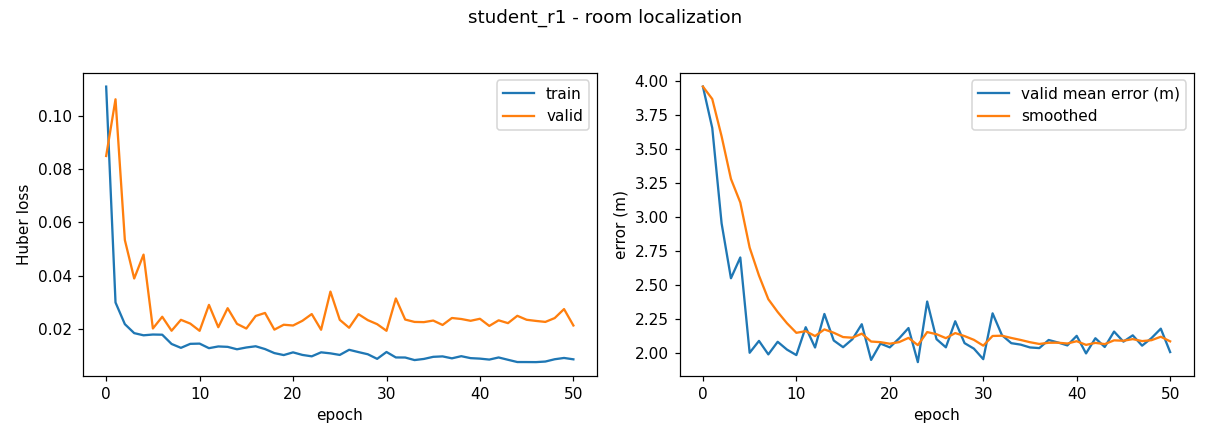 student_r1 - room localization
Huber loss
0.10
0.08
0.06
0.04
0.02
0 10 20 30 40 50
epoch
train
valid
error (m)
4.00
3.75
3.50
3.25
3.00
2.75
2.50
2.25
2.00
0 10 20 30 40 50
epoch
valid mean error (m)
smoothed